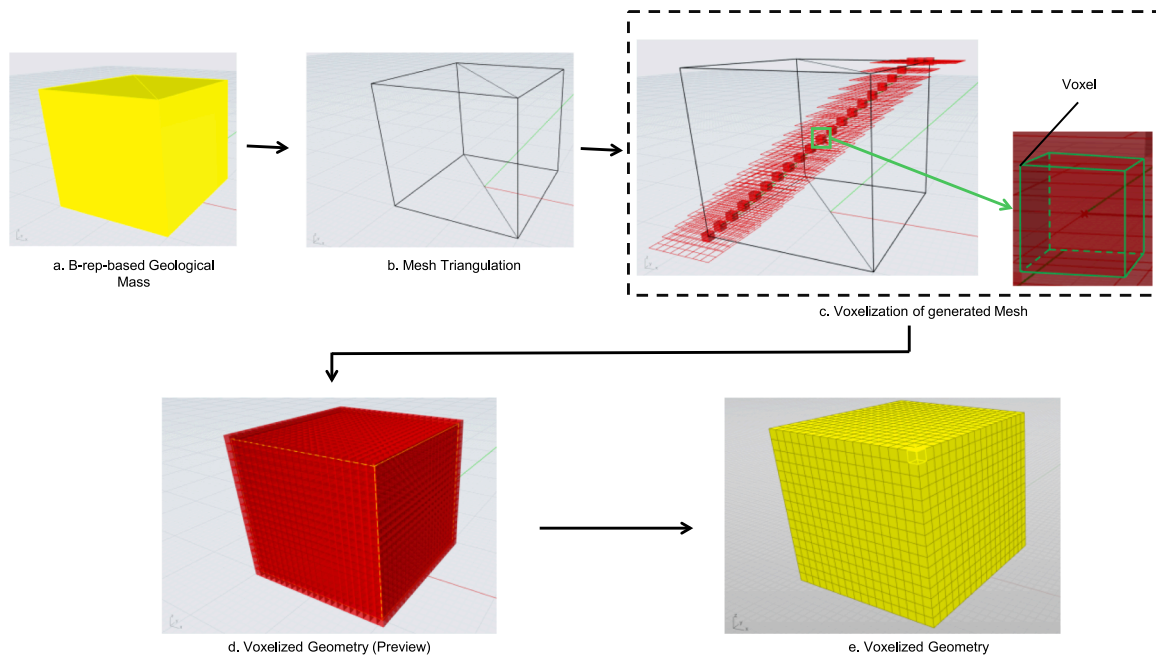 Voxel
a. B-rep-based Geological
Mass
b. Mesh Triangulation
c. Voxelization of generated Mesh
d. Voxelized Geometry (Preview)
e. Voxelized Geometry